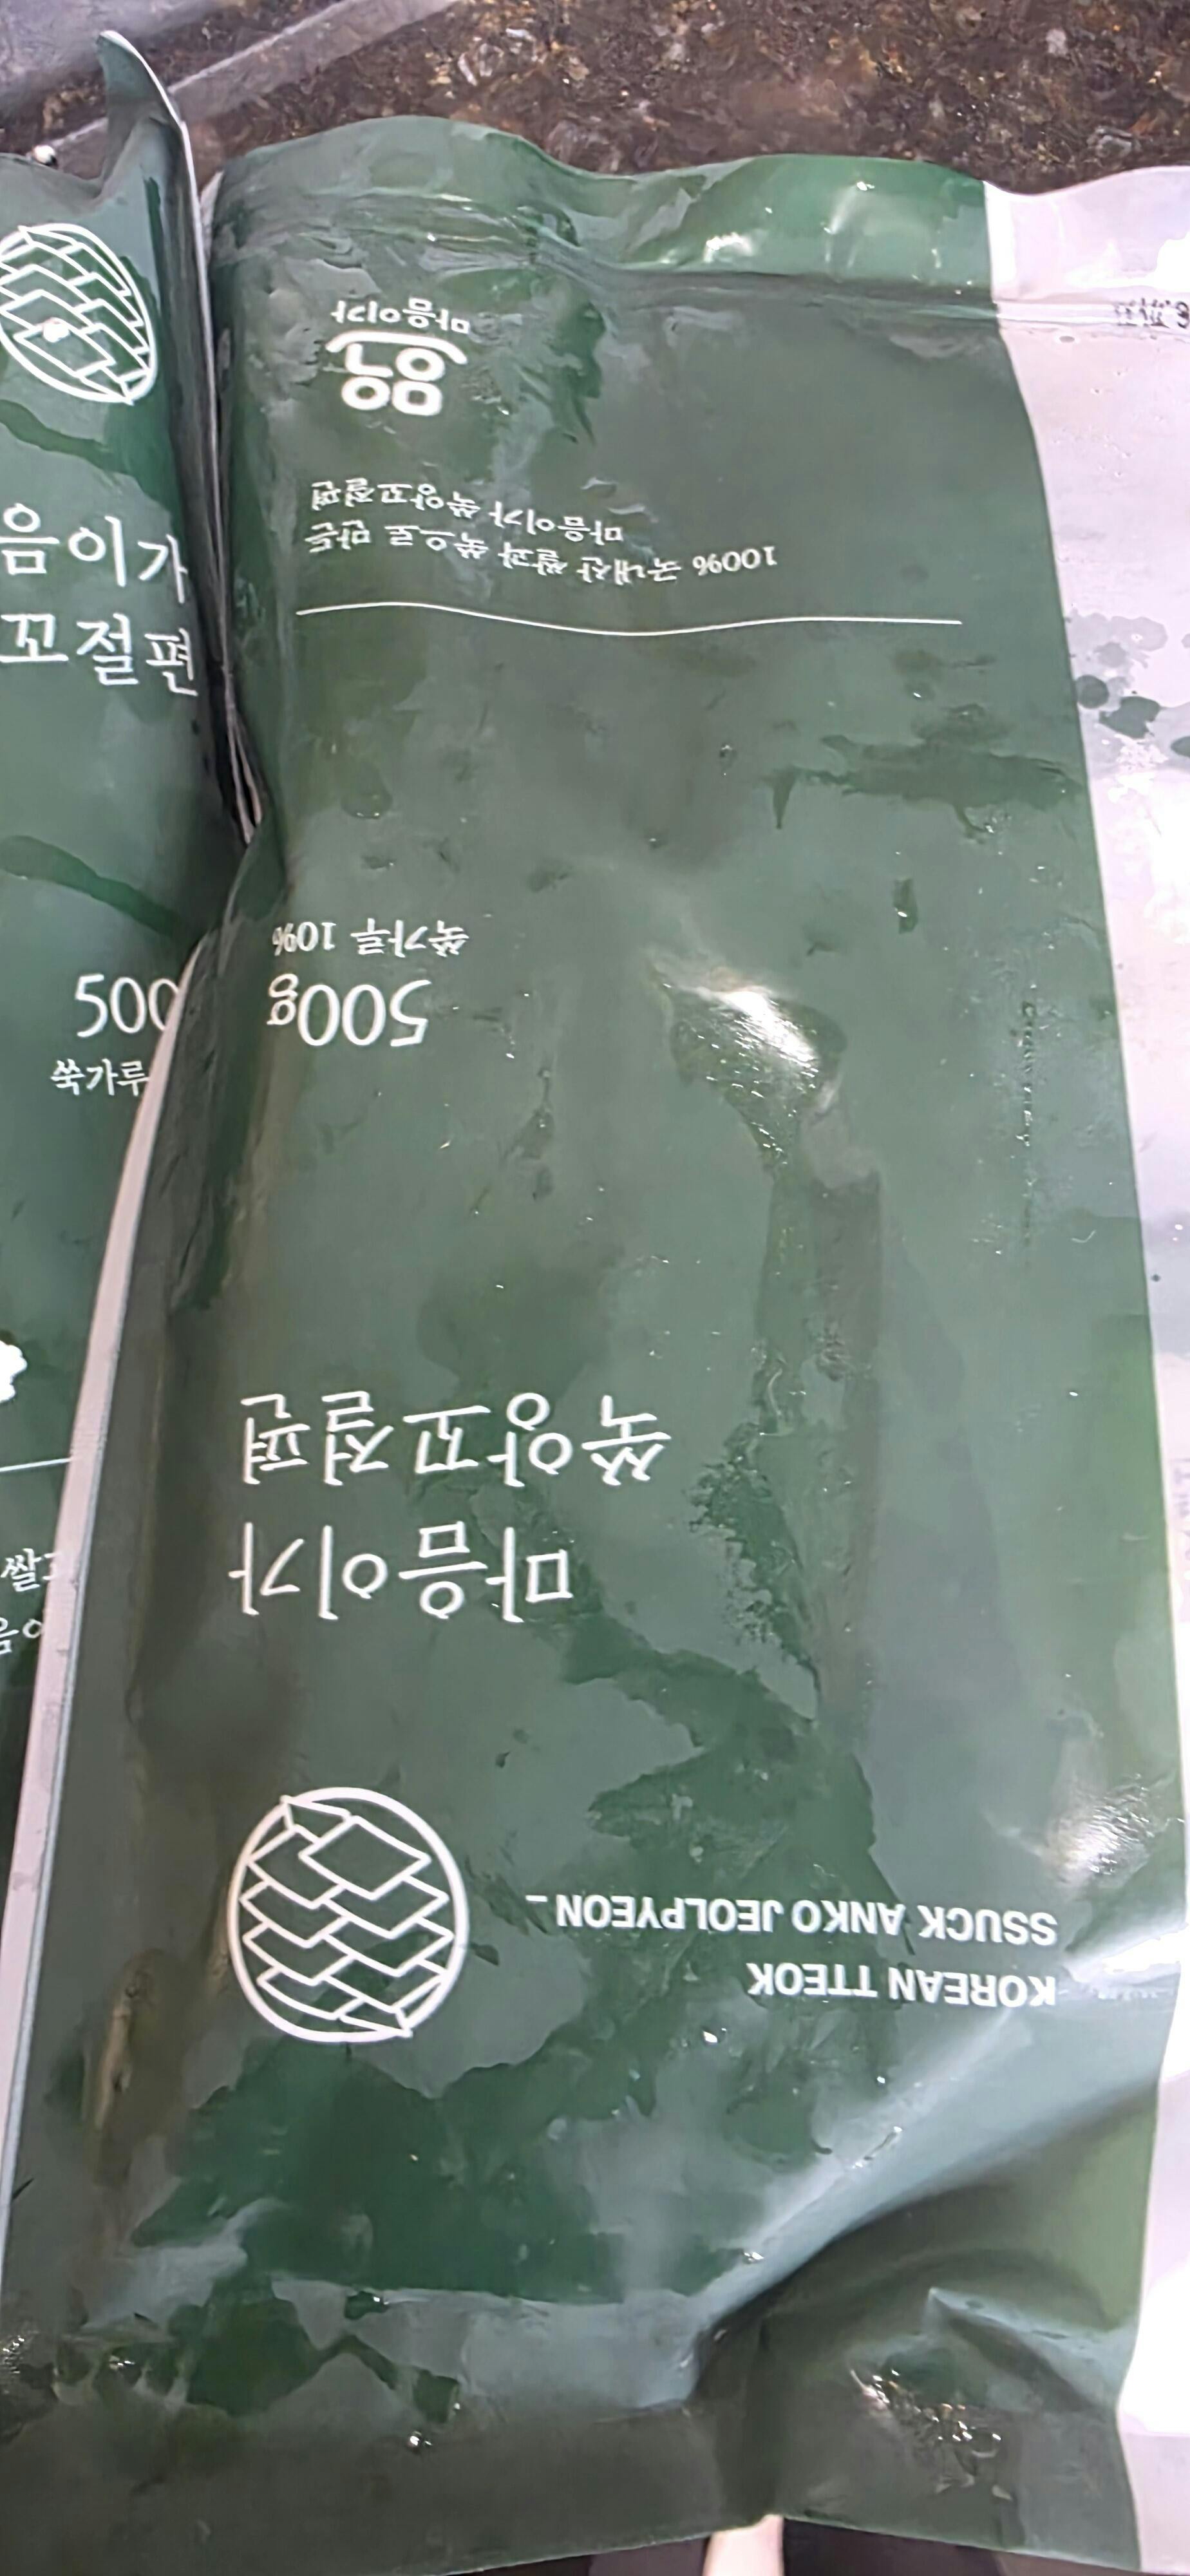 KOREAN TTEOK
SSUCK ANKO JEOLPYEON
마음이가
쑥앙꼬절편
500g
쑥가루 10%
100% 국내산 쌀과 쑥으로 만든
마음이가 쑥앙꼬절편
마음이가
음이가
꼬절편
500
쑥가루